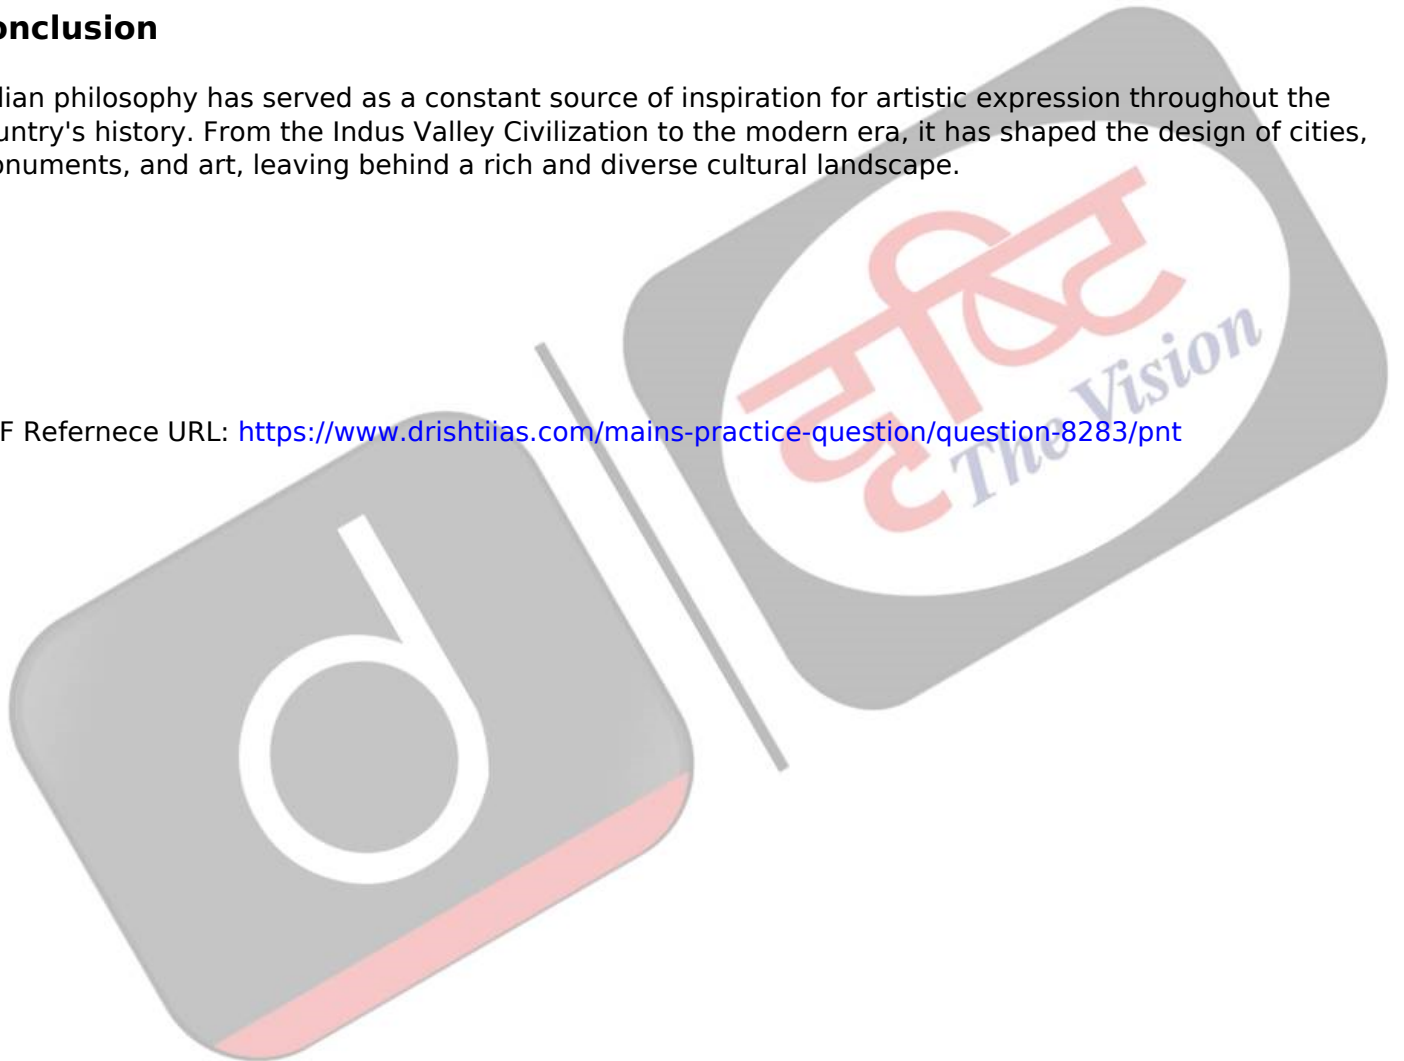 onclusion
dian philosophy has served as a constant source of inspiration for artistic expression throughout the
untry's history. From the Indus Valley Civilization to the modern era, it has shaped the design of cities,
onuments, and art, leaving behind a rich and diverse cultural landscape.
दृष्टि
The Vision
F Refernece URL: https://www.drishtiias.com/mains-practice-question/question-8283/pnt
d